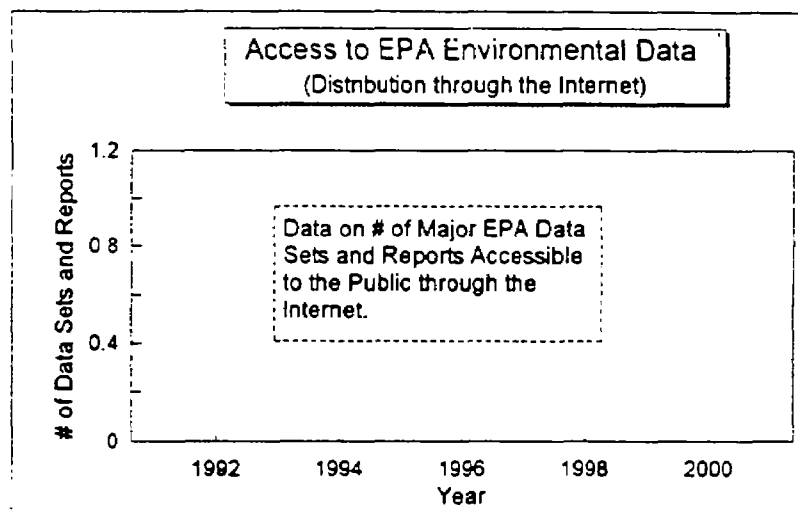 Access to EPA Environmental Data
(Distribution through the Internet)
# of Data Sets and Reports
1.2
0.8
0.4
0
Data on # of Major EPA Data
Sets and Reports Accessible
to the Public through the
Internet.
1992 1994 1996 1998 2000
Year